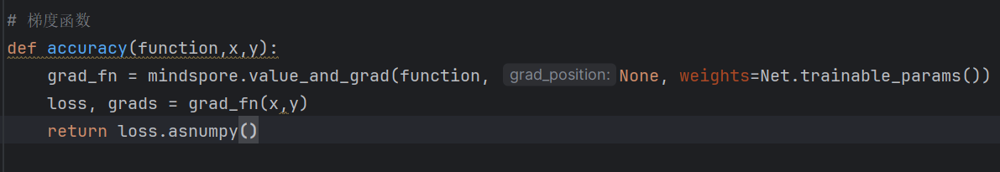 # 梯度函数
def accuracy(function,x,y):
    grad_fn = mindspore.value_and_grad(function, grad_position: None, weights=Net.trainable_params())
    loss, grads = grad_fn(x,y)
    return loss.asnumpy()